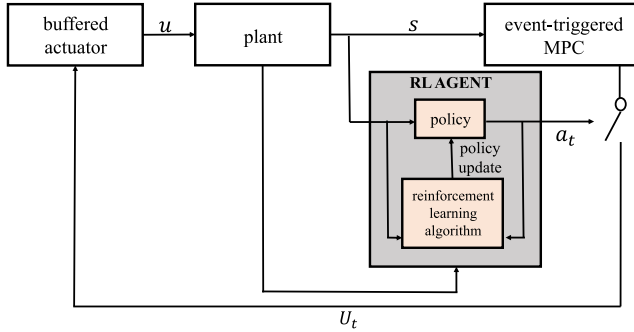 buffered
actuator
u
plant
s
event-triggered
MPC
RL AGENT
policy
a_t
policy
update
reinforcement
learning
algorithm
U_t